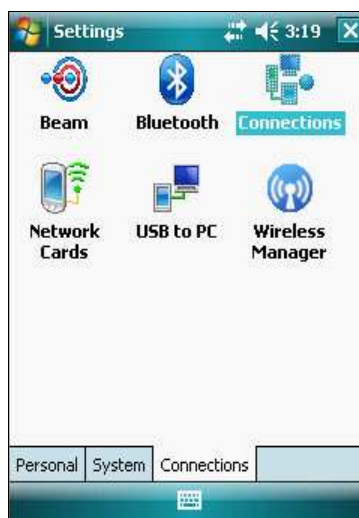 Settings 3:19
Beam Bluetooth Connections
Network Cards USB to PC Wireless Manager
Personal System Connections